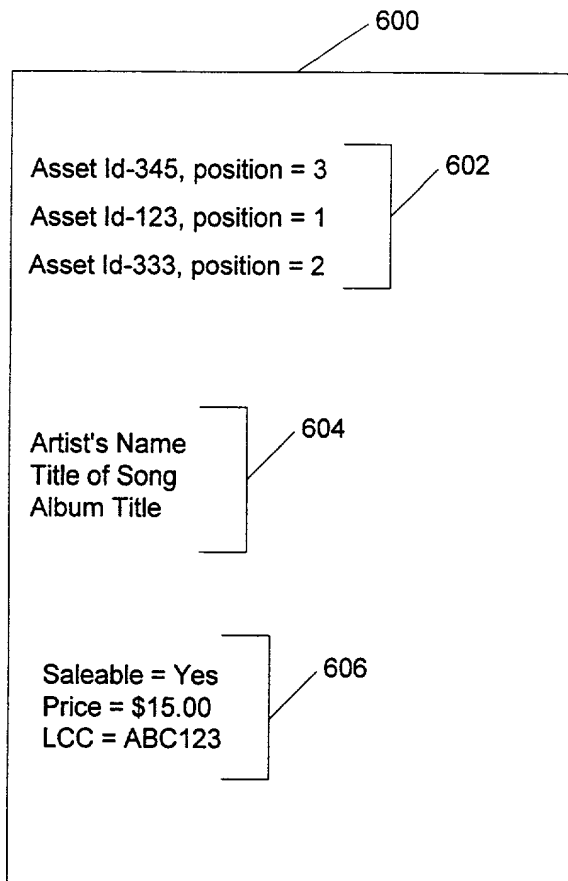 600
Asset Id-345, position = 3
602
Asset Id-123, position = 1
Asset Id-333, position = 2
604
Artist's Name
Title of Song
Album Title
606
Saleable = Yes
Price = $15.00
LCC = ABC123